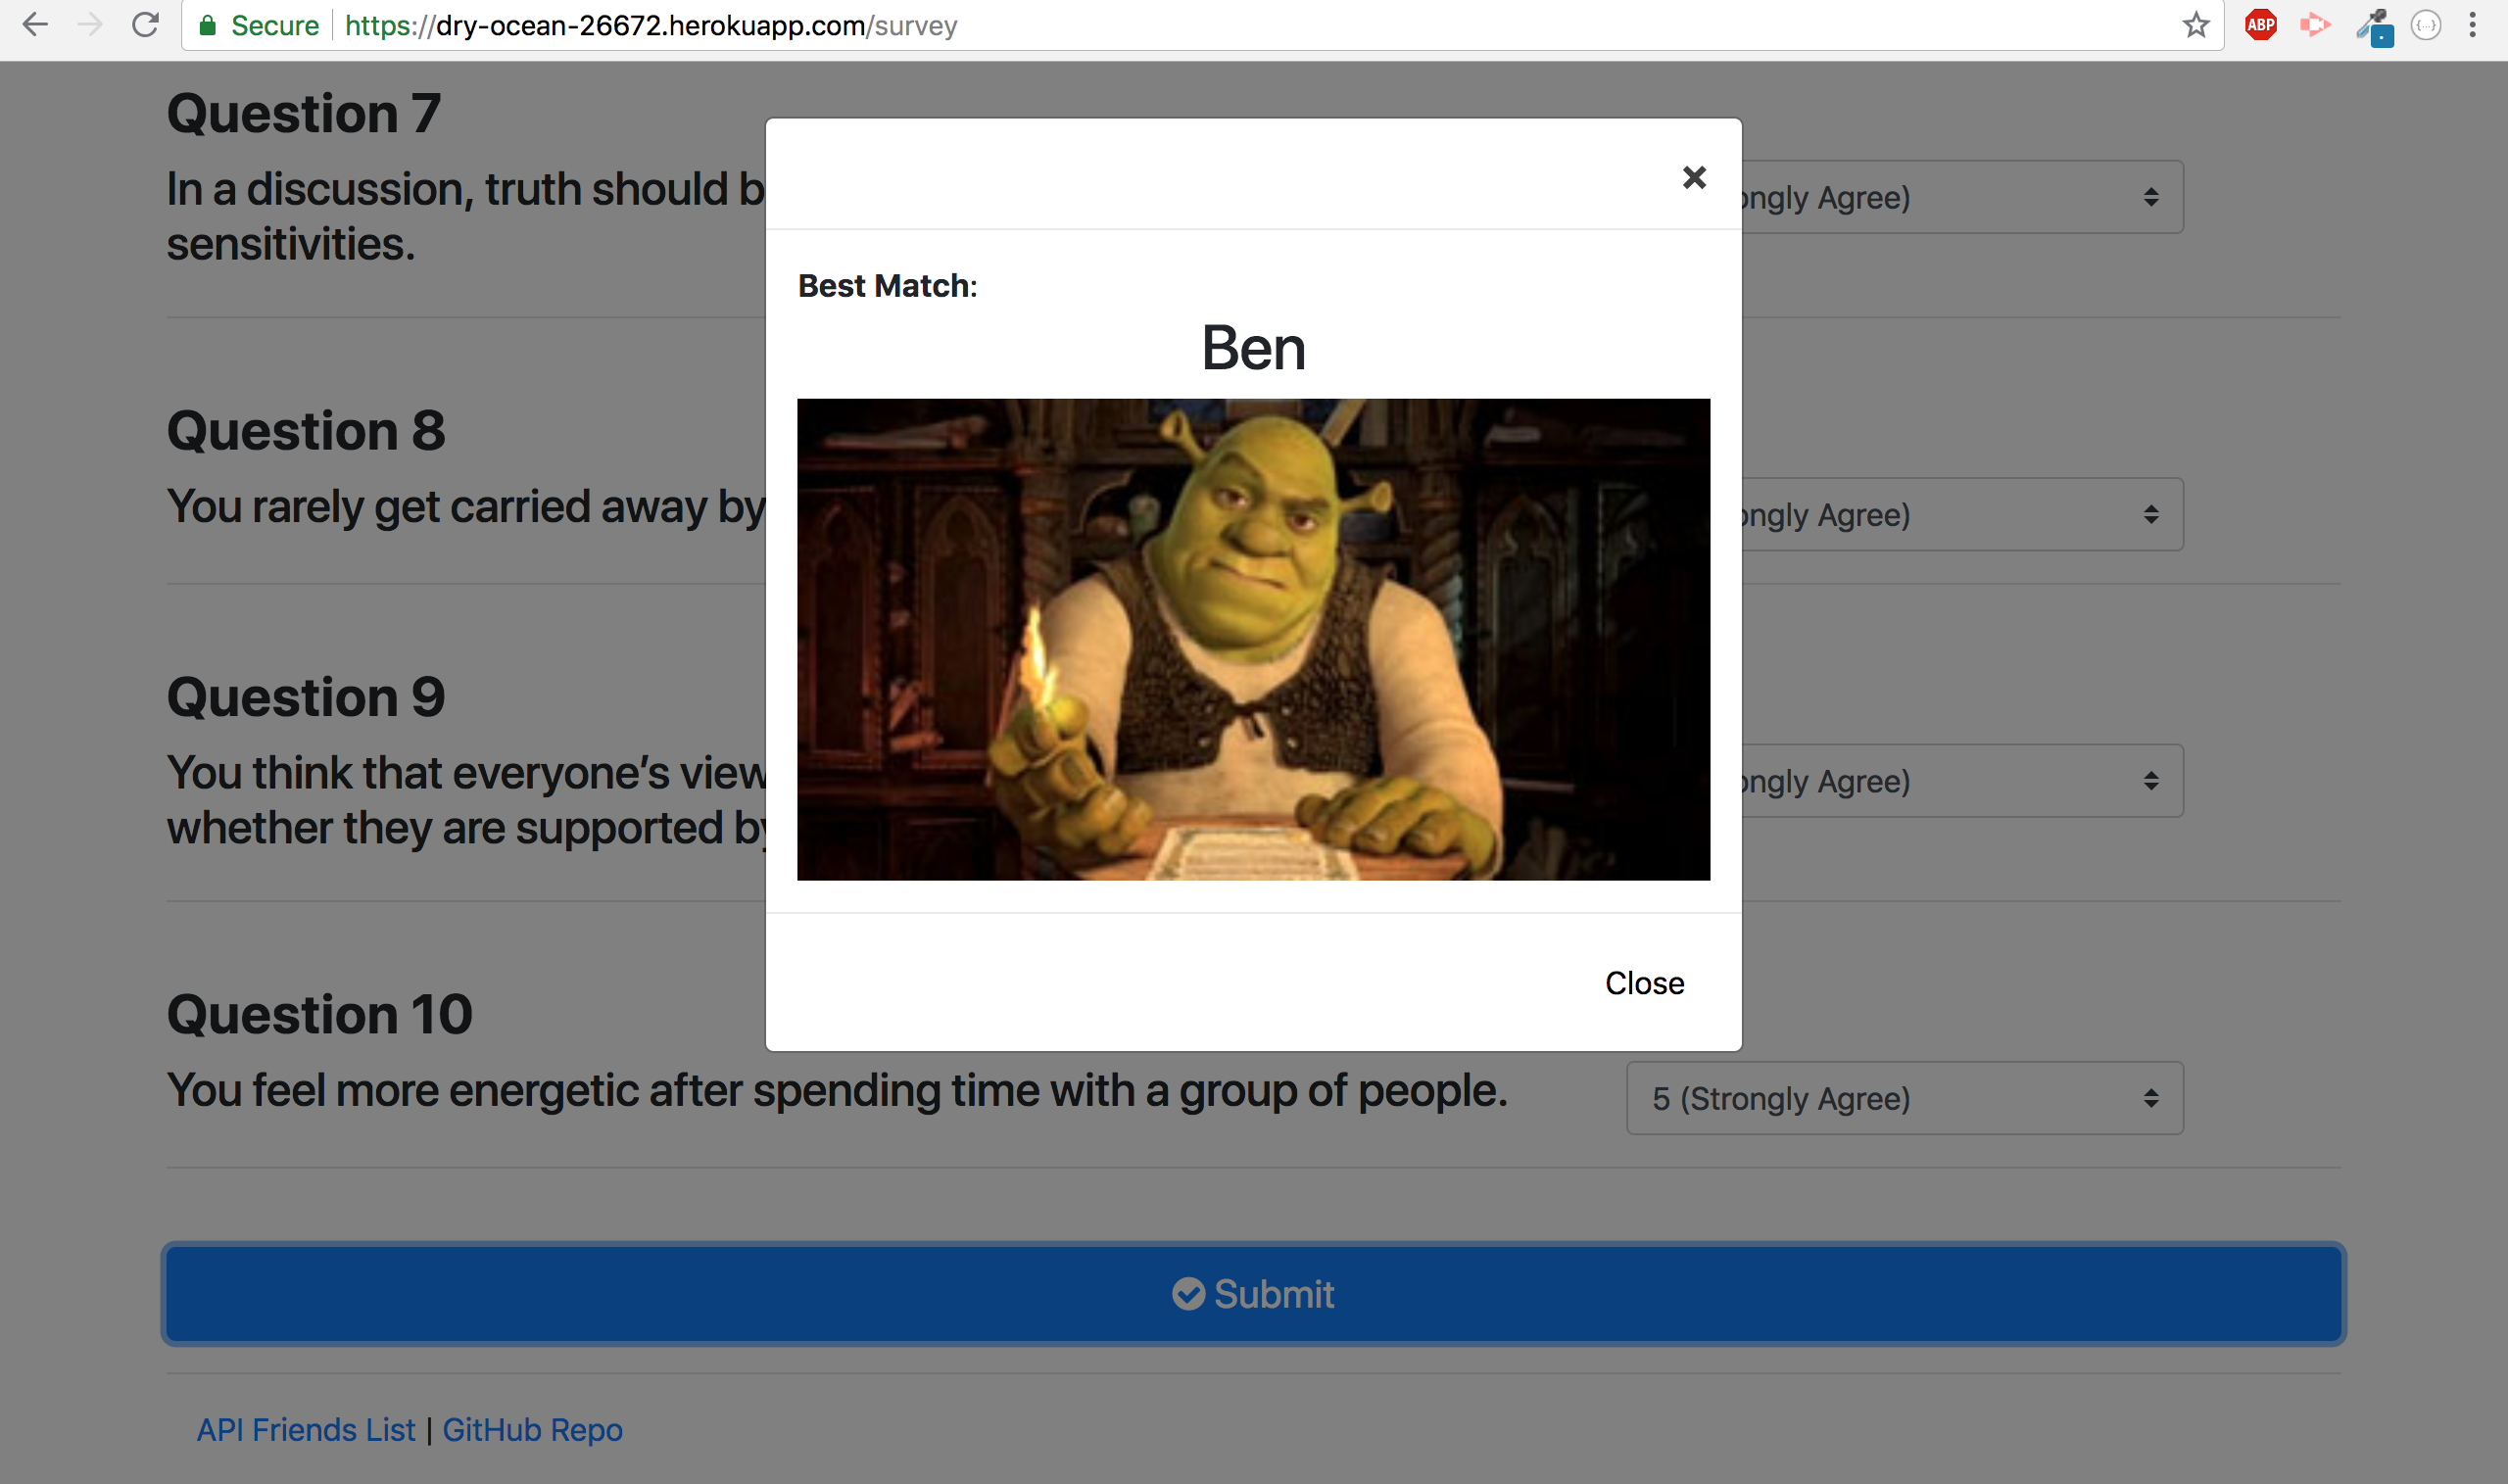 Secure https://dry-ocean-26672.herokuapp.com/survey
ABP
Question 7
In a discussion, truth should b
sensitivities.
ongly Agree)
Best Match:
Ben
Question 8
You rarely get carried away by
ongly Agree)
Question 9
You think that everyone's view
whether they are supported by
ongly Agree)
Close
Question 10
You feel more energetic after spending time with a group of people.
5 (Strongly Agree)
Submit
API Friends List | GitHub Repo